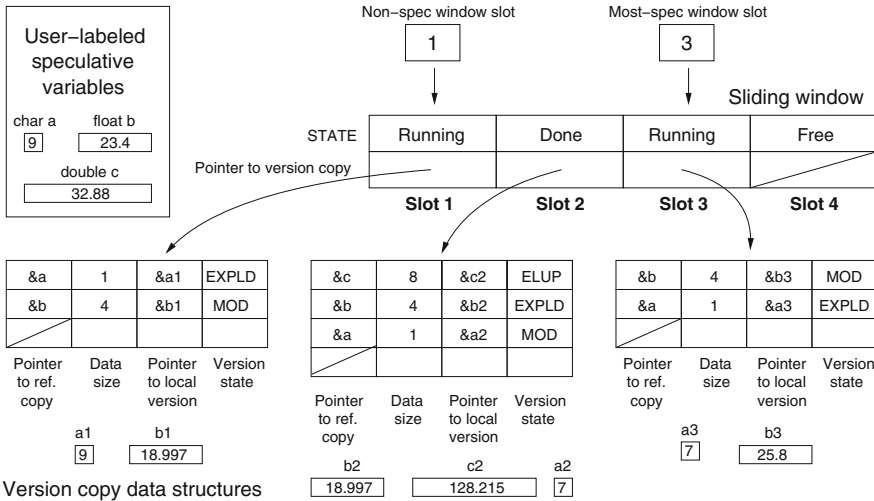 Non-spec window slot
Most-spec window slot
1
3
User-labeled
speculative
variables
char a
float b
9
23.4
double c
32.88
Sliding window
STATE
Running
Done
Running
Free
Pointer to version copy
Slot 1
Slot 2
Slot 3
Slot 4
&a 1 &a1 EXPLD
&b 4 &b1 MOD
Pointer to ref. copy
Data size
Pointer to local version
Version state
a1
b1
9
18.997
&c 8 &c2 ELUP
&b 4 &b2 EXPLD
&a 1 &a2 MOD
Pointer to ref. copy
Data size
Pointer to local version
Version state
b2
c2
a2
18.997
128.215
7
&b 4 &b3 MOD
&a 1 &a3 EXPLD
Pointer to ref. copy
Data size
Pointer to local version
Version state
a3
b3
7
25.8
Version copy data structures